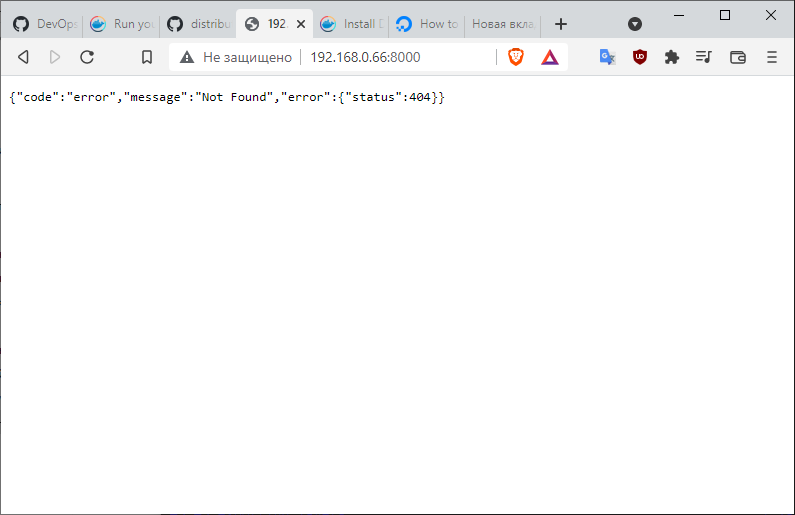 DevOps Run you distribu 192. Install D How to Новая вкла
Не защищено 192.168.0.66:8000
{"code":"error","message":"Not Found","error":{"status":404}}